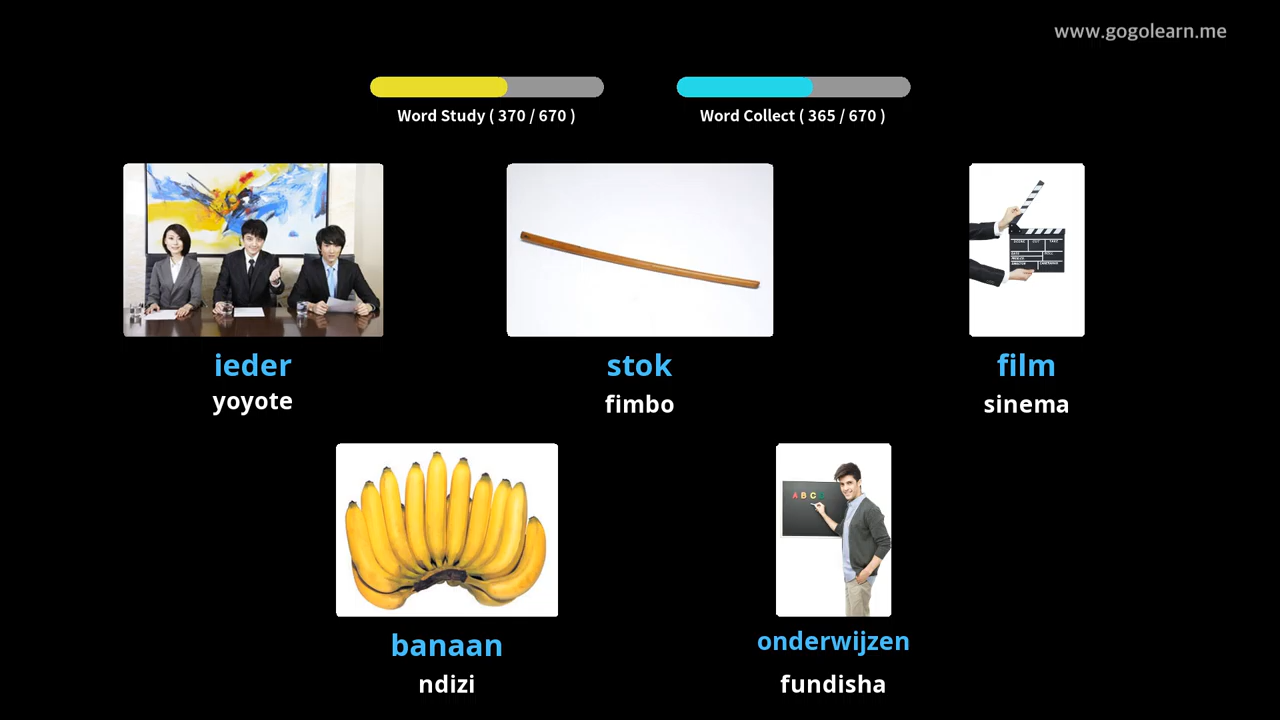 www.gogolearn.me
Word Study ( 370 / 670 )
Word Collect ( 365 / 670 )
ieder
yoyote
stok
fimbo
film
sinema
banaan
ndizi
A B C
onderwijzen
fundisha